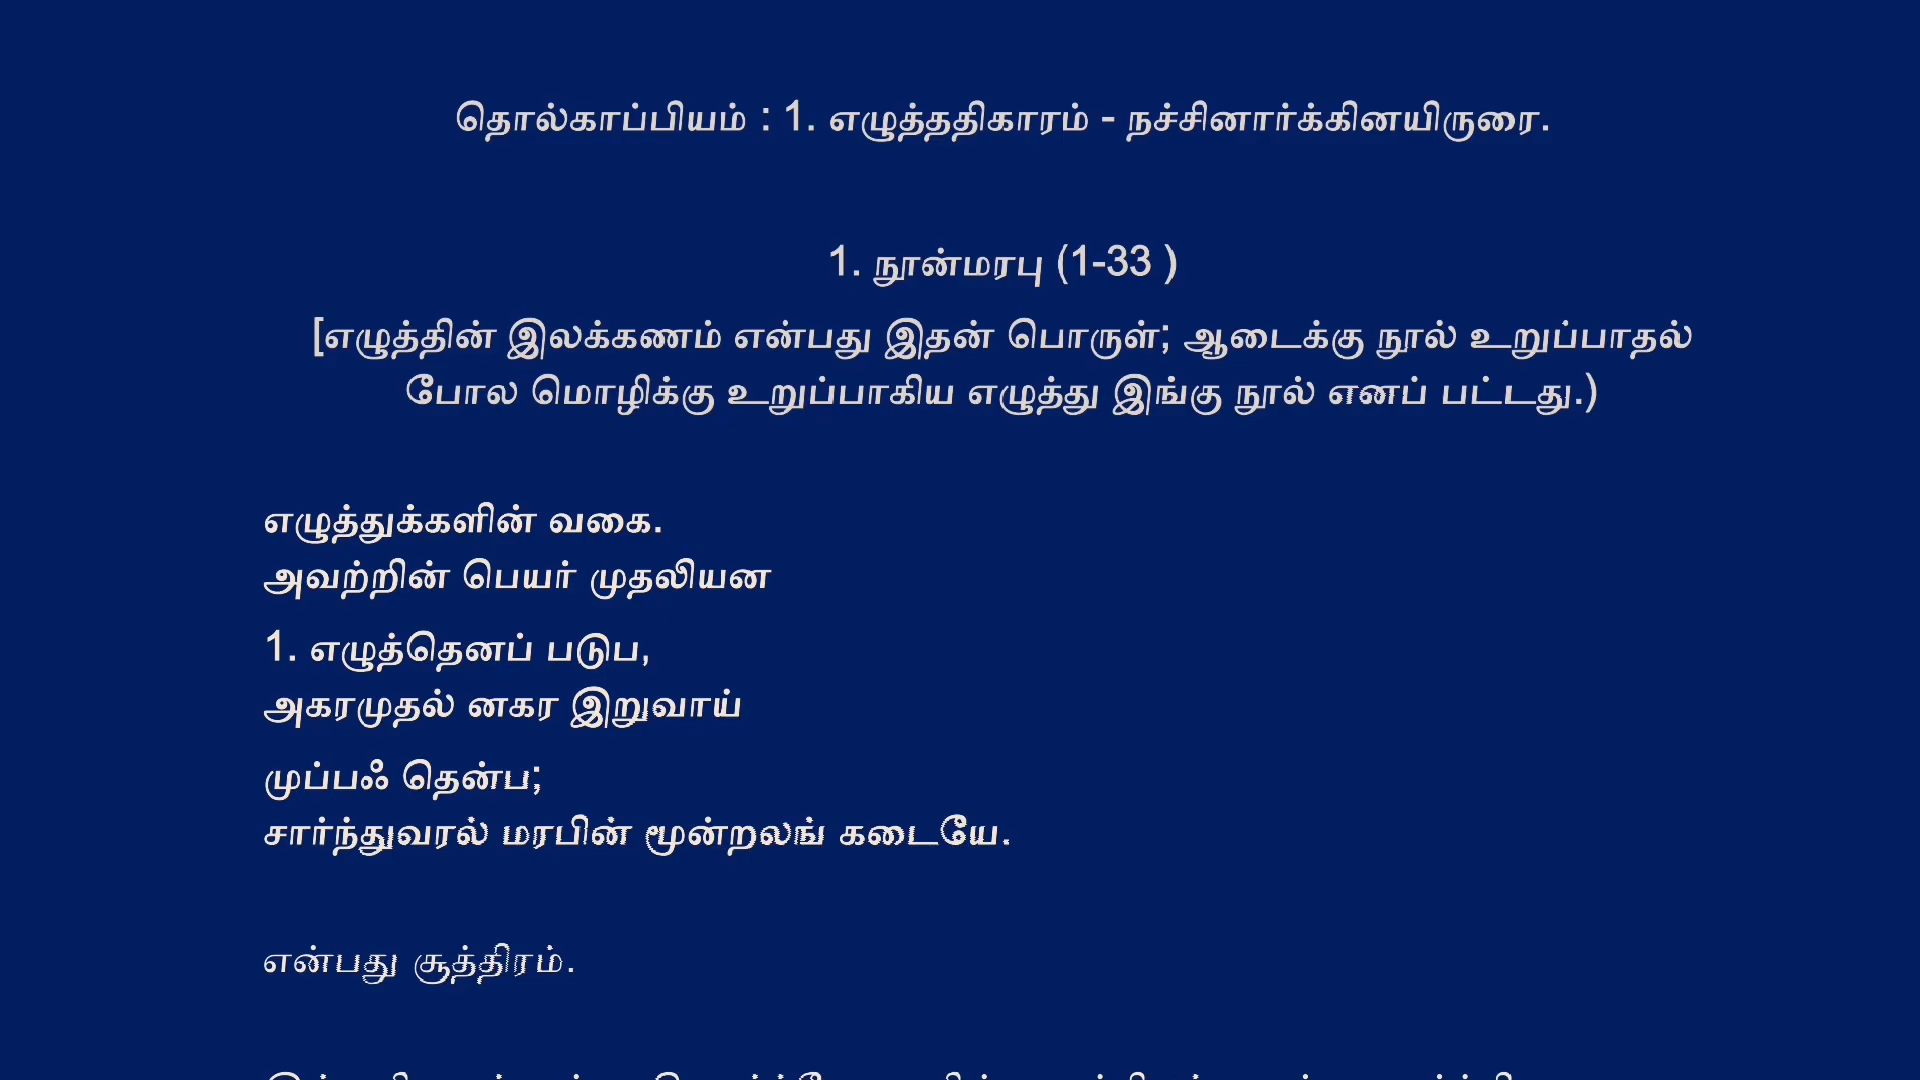 தொல்காப்பியம் : 1. எழுத்ததிகாரம் - நச்சினார்க்கினயிருரை.
1. நூன்மரபு (1-33 )
[எழுத்தின் இலக்கணம் என்பது இதன் பொருள்; ஆடைக்கு நூல் உறுப்பாதல்
போல மொழிக்கு உறுப்பாகிய எழுத்து இங்கு நூல் எனப் பட்டது.)
எழுத்துக்களின் வகை.
அவற்றின் பெயர் முதலியன
1. எழுத்தெனப் படுப,
அகரமுதல் னகர இறுவாய்
முப்பஃ தென்ப;
சார்ந்துவரல் மரபின் மூன்றலங் கடையே.
என்பது சூத்திரம்.